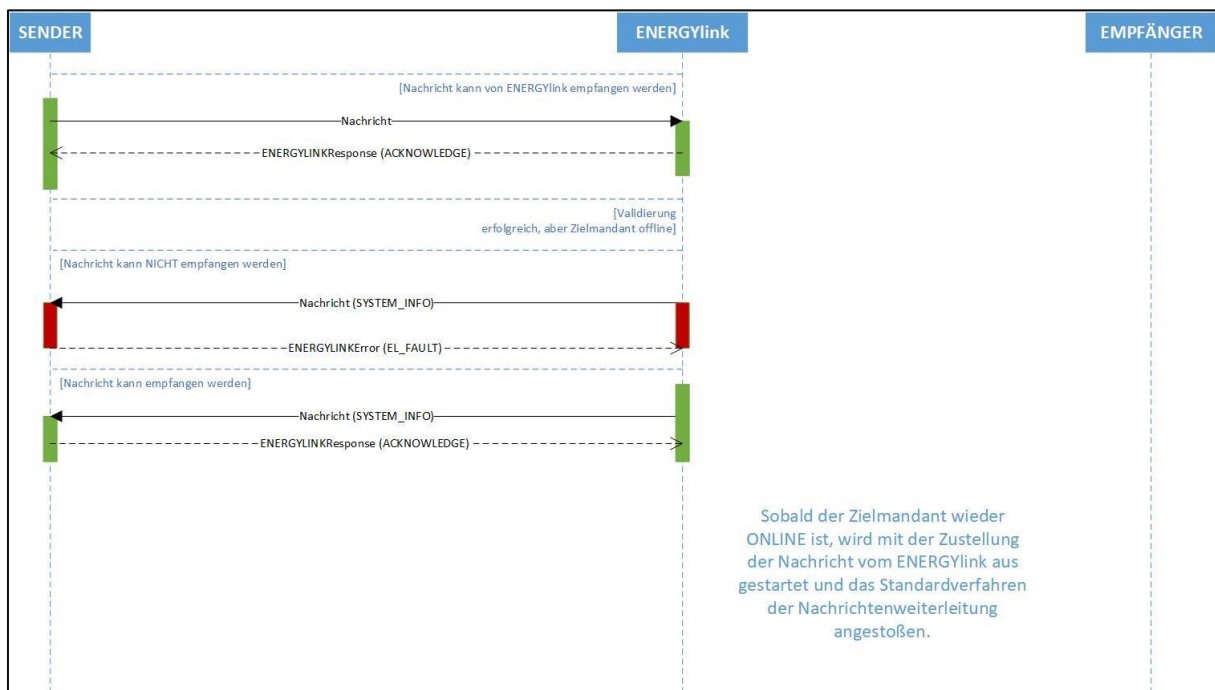 SENDER
ENERGYlink
EMPFÄNGER
[Nachricht kann von ENERGYlink empfangen werden]
Nachricht
ENERGYLINKResponse (ACKNOWLEDGE)
[Validierung
erfolgreich, aber Zielmandant offline]
[Nachricht kann NICHT empfangen werden]
Nachricht (SYSTEM_INFO)
ENERGYLINKError (EL_FAULT)
[Nachricht kann empfangen werden]
Nachricht (SYSTEM_INFO)
ENERGYLINKResponse (ACKNOWLEDGE)
Sobald der Zielmandant wieder
ONLINE ist, wird mit der Zustellung
der Nachricht vom ENERGYlink aus
gestartet und das Standardverfahren
der Nachrichtenweiterleitung
angestoßen.